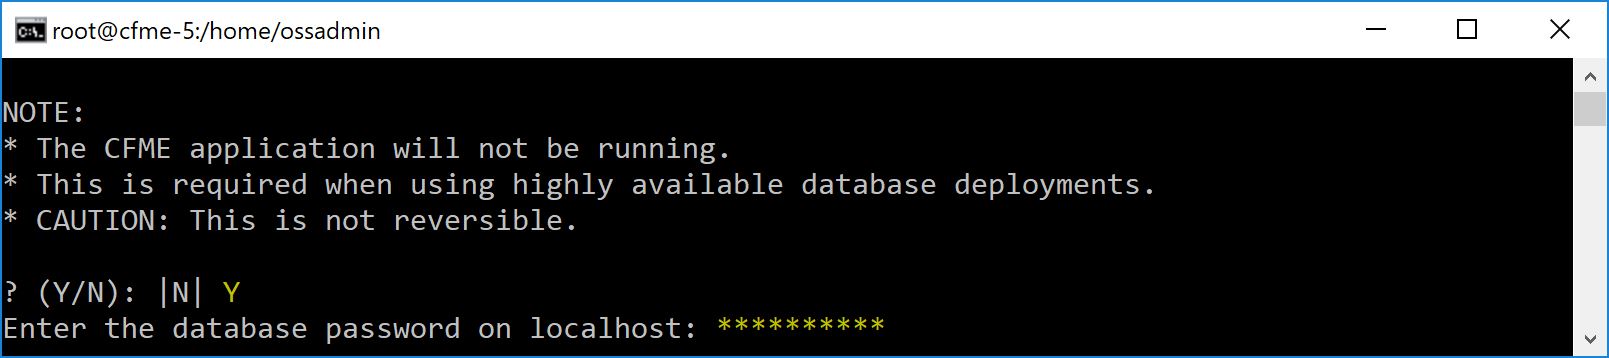 root@cfme-5:/home/ossadmin
NOTE:
* The CFME application will not be running.
* This is required when using highly available database deployments.
* CAUTION: This is not reversible.
? (Y/N): |N| Y
Enter the database password on localhost: **********